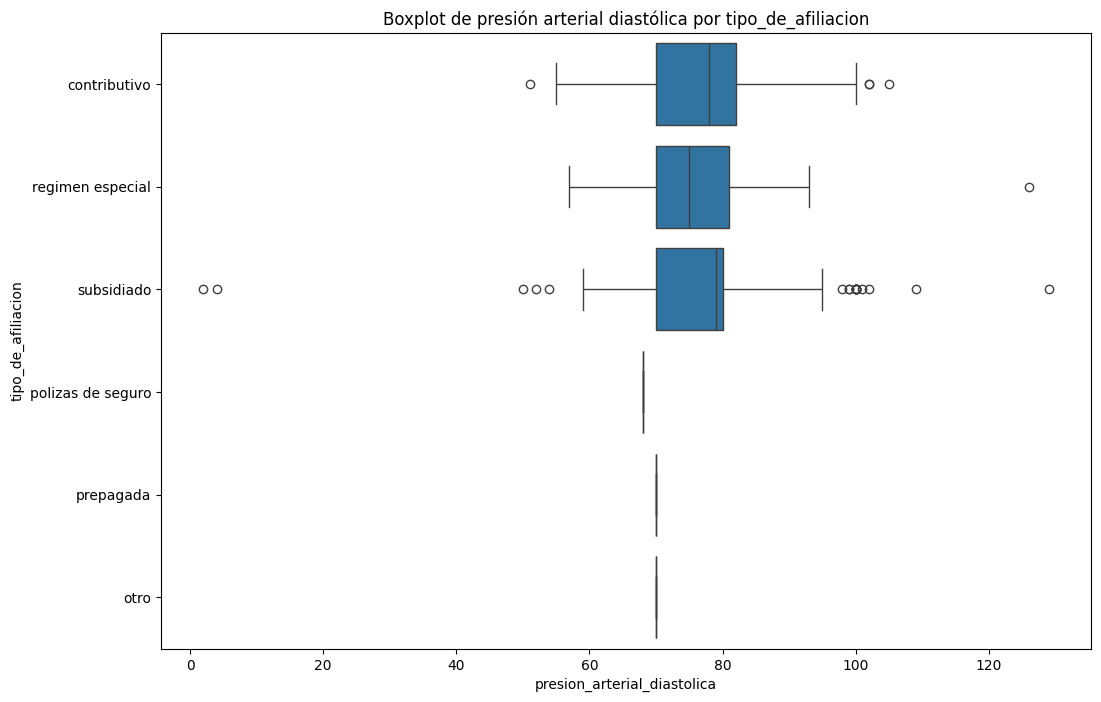 Boxplot de presión arterial diastólica por tipo_de_afiliacion
tipo_de_afiliacion
contributivo
regimen especial
subsidiado
polizas de seguro
prepagada
otro
0 20 40 60 80 100 120
presion_arterial_diastolica